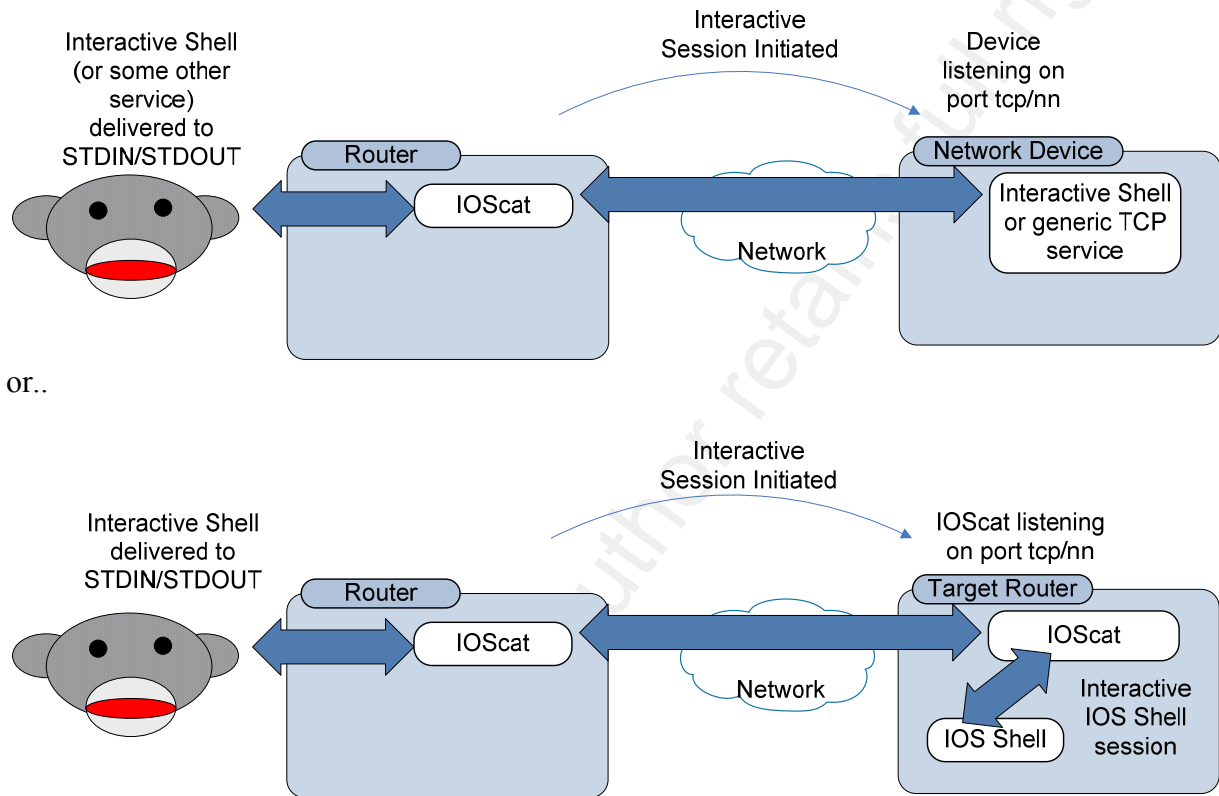 Interactive Shell
(or some other
service)
delivered to
STDIN/STDOUT
Interactive
Session Initiated
Device
listening on
port tcp/nn
Router
IOScat
Network
Network Device
Interactive Shell
or generic TCP
service
or..
Interactive Shell
delivered to
STDIN/STDOUT
Interactive
Session Initiated
IOScat listening
on port tcp/nn
Router
IOScat
Network
Target Router
IOScat
Interactive
IOS Shell
session
IOS Shell